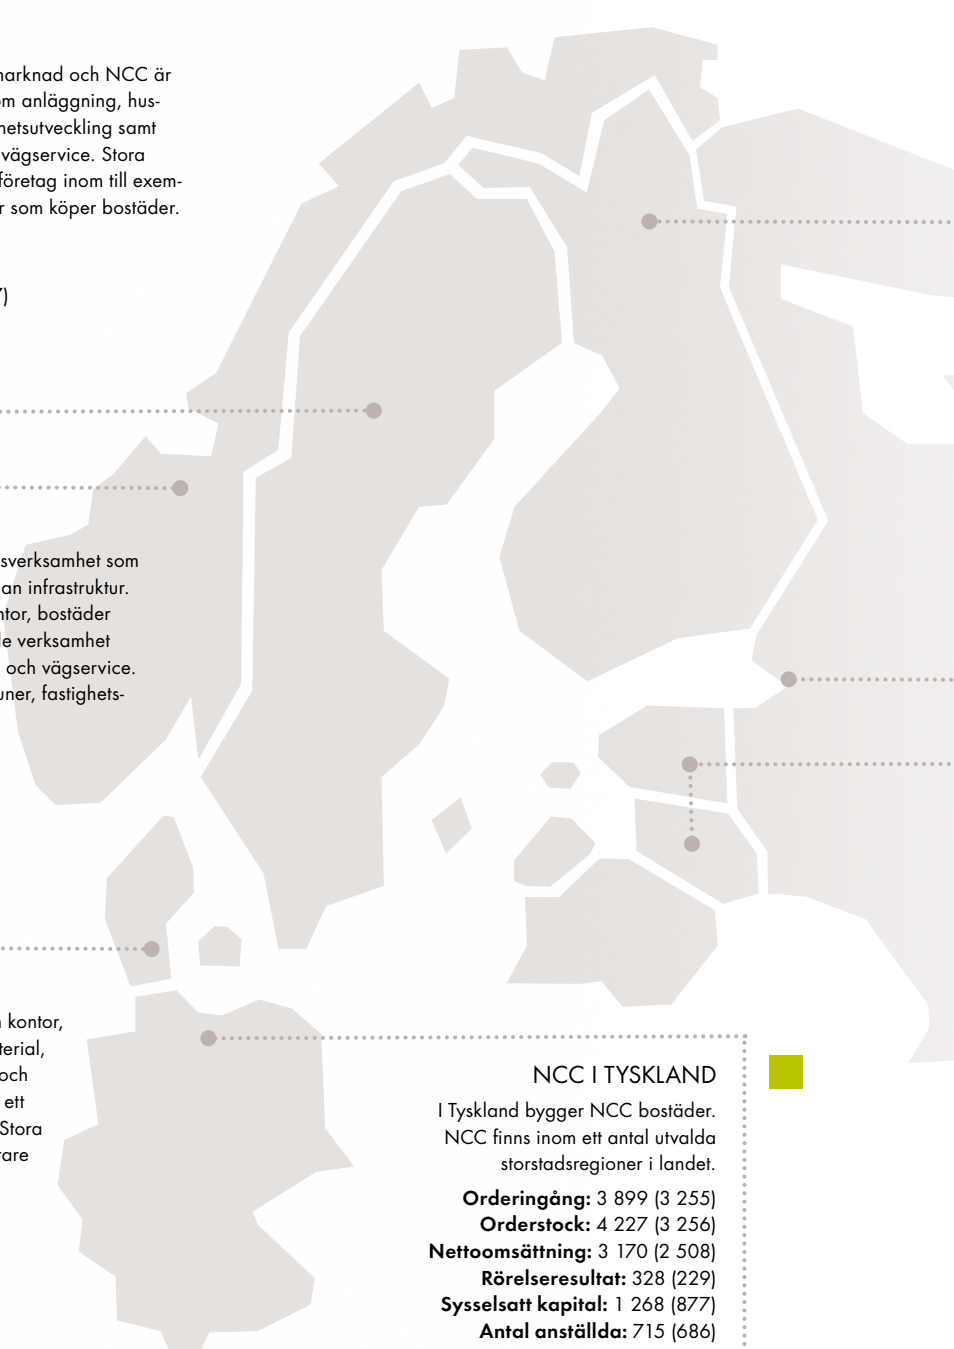 marknad och NCC är
om anläggning, hus-
hetsutveckling samt
vägservice. Stora
företag inom till exem-
r som köper bostäder.
7)
sverksamhet som
an infrastruktur.
ntor, bostäder
de verksamhet
och vägservice.
uner, fastighets-
kontor,
terial,
och
ett
Stora
tare
NCC I TYSKLAND
I Tyskland bygger NCC bostäder.
NCC finns inom ett antal utvalda
storstadsregioner i landet.
Orderingång: 3 899 (3 255)
Orderstock: 4 227 (3 256)
Nettoomsättning: 3 170 (2 508)
Rörelseresultat: 328 (229)
Sysselsatt kapital: 1 268 (877)
Antal anställda: 715 (686)